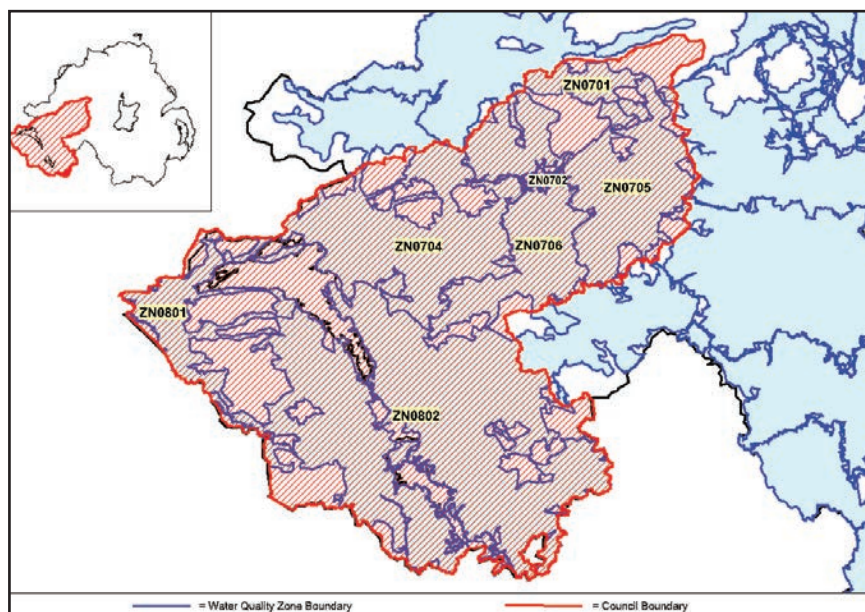 ZN0701
ZN0702
ZN0705
ZN0704
ZN0706
ZN0801
ZN0802
= Water Quality Zone Boundary
= Council Boundary